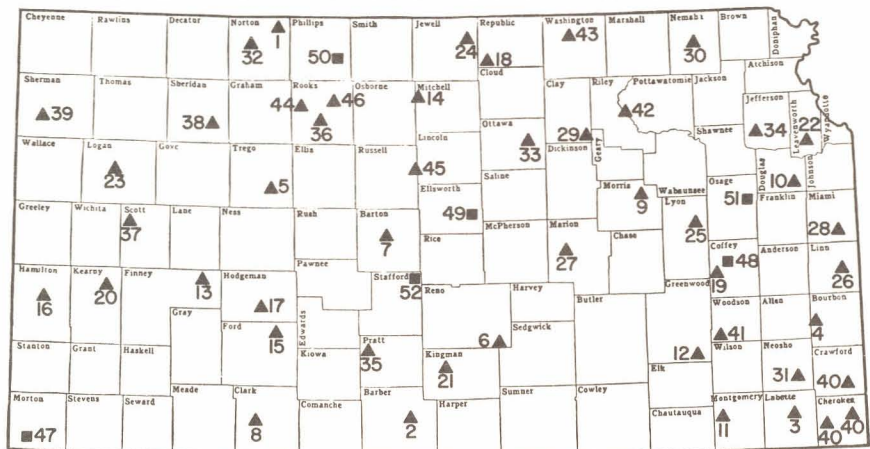 Cheyenne Rawlins Decatur Norton Phillips Smith Jewell Republic Washington Marshall Nemaha Brown Doniphan
1 32 50 24 18 43 30
Cloud Atchison
Sherman Thomas Sheridan Graham Rooks Osborne Mitchell Clay Riley Pottawatomie Jackson Jefferson Leavenworth Wyandotte
39 38 44 46 36 14 42 34 22
Ottawa 33 29 Geary Shawnee
Wallace Logan Gove Trego Ellis Russell Lincoln Dickinson Douglas Johnson
23 5 45 10
Ellsworth Saline Morris Wabaunsee Osage
49 9 51
Greeley Wichita Scott Lane Ness Rush Barton Rice McPherson Marion Chase Lyon Franklin Miami
37 7 27 25 28
Pawnee Coffey Anderson Linn
48 19 26
Hamilton Kearny Finney Hodgeman Stafford Reno Harvey Butler Greenwood
16 20 13 17 52
Gray Ford Edwards Sedgwick Woodson Allen Bourbon
15 6 41 4
Stanton Grant Haskell Kiowa Pratt Kingman Elk Wilson Neosho Crawford
35 21 12 31 40
Morton Stevens Seward Meade Clark Comanche Barber Harper Sumner Cowley Chautauqua Montgomery Labette Cherokee
47 8 2 11 3 40 40